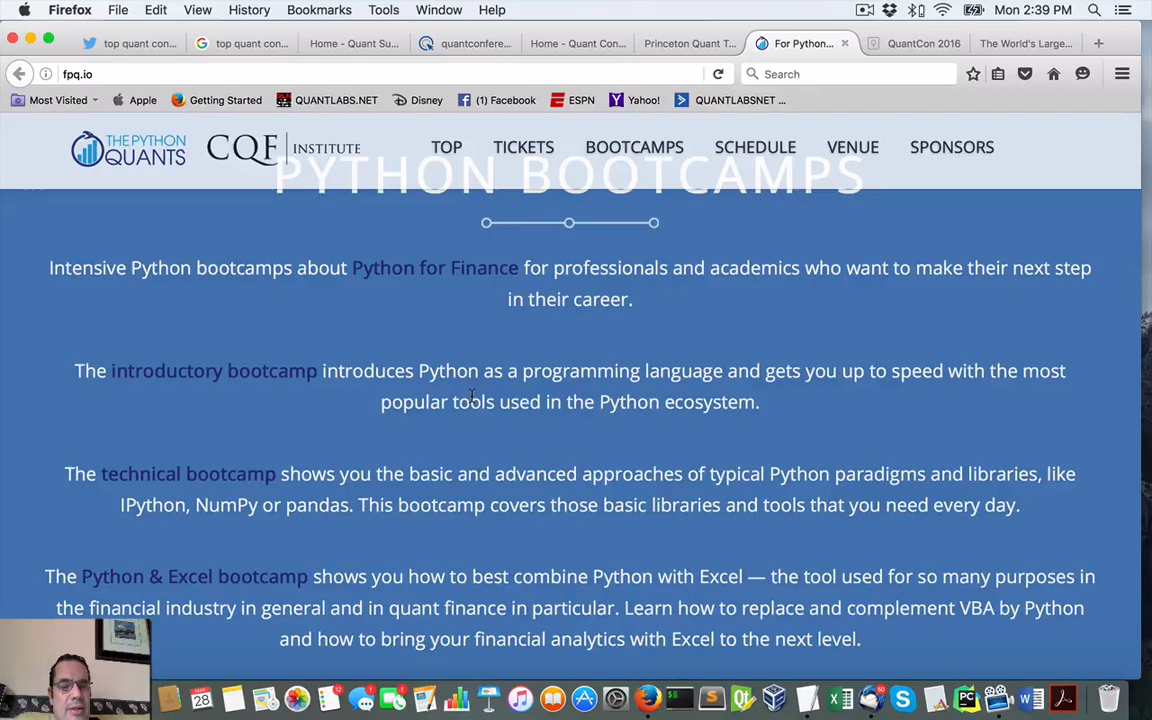 Firefox File Edit View History Bookmarks Tools Window Help Mon 2:39 PM
top quant con... top quant con... Home - Quant Su... quantconfere... Home - Quant Con... Princeton Quant T... For Python... QuantCon 2016 The World's Large...
fpq.io Search
Most Visited Apple Getting Started QUANTLABS.NET Disney (1) Facebook ESPN Yahoo! QUANTLABSNET ...
THE PYTHON QUANTS CQF INSTITUTE TOP TICKETS BOOTCAMPS SCHEDULE VENUE SPONSORS
PYTHON BOOTCAMPS
Intensive Python bootcamps about Python for Finance for professionals and academics who want to make their next step
in their career.
The introductory bootcamp introduces Python as a programming language and gets you up to speed with the most
popular tools used in the Python ecosystem.
The technical bootcamp shows you the basic and advanced approaches of typical Python paradigms and libraries, like
IPython, NumPy or pandas. This bootcamp covers those basic libraries and tools that you need every day.
The Python & Excel bootcamp shows you how to best combine Python with Excel — the tool used for so many purposes in
the financial industry in general and in quant finance in particular. Learn how to replace and complement VBA by Python
and how to bring your financial analytics with Excel to the next level.
28